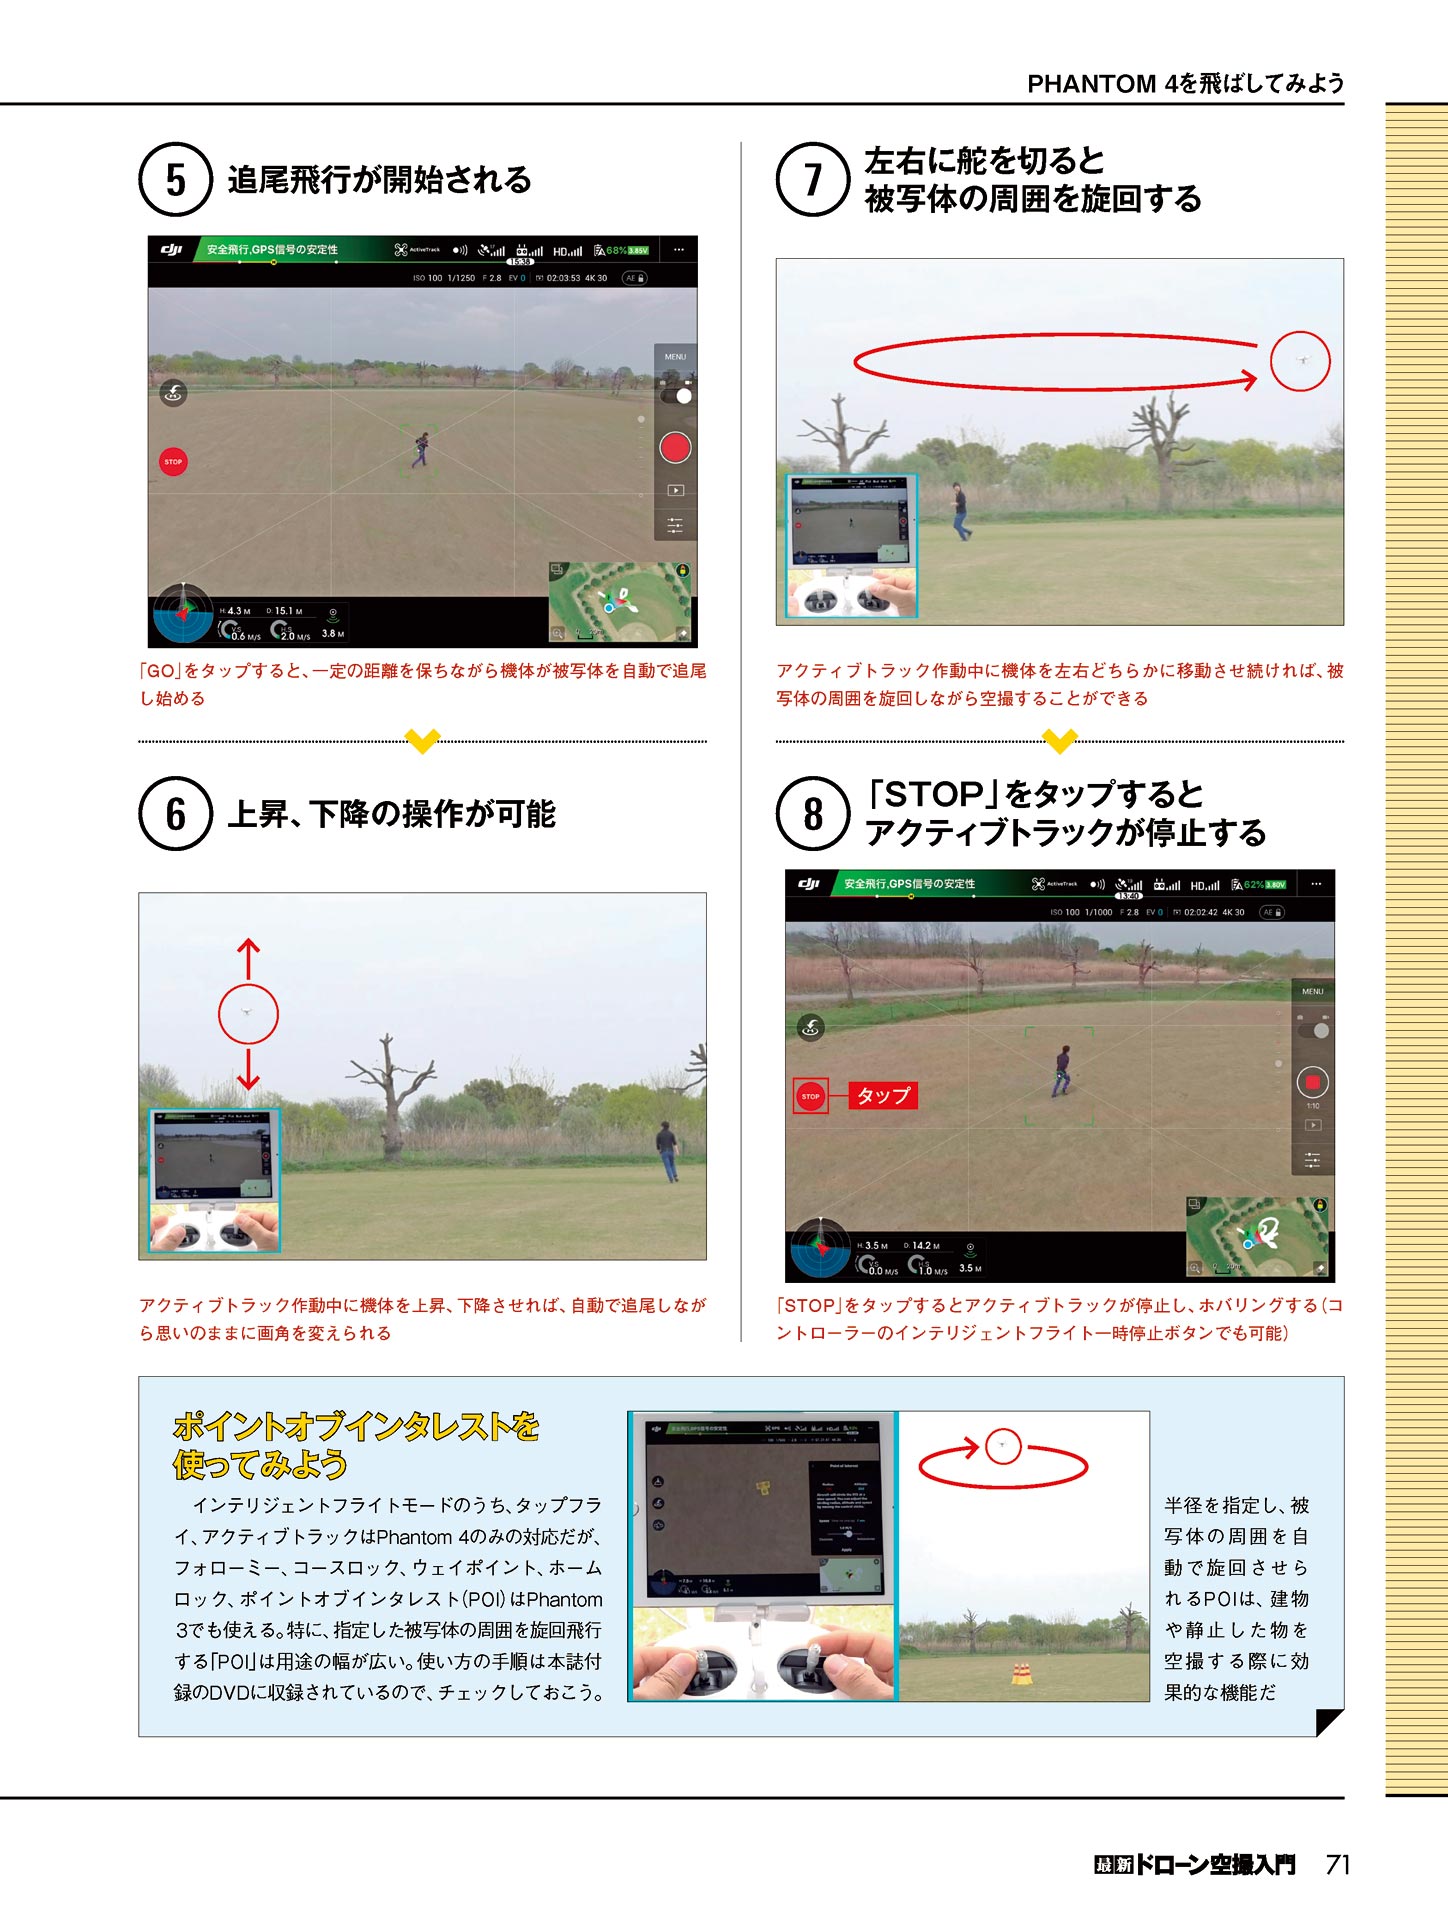 PHANTOM 4を飛ばしてみよう
5 追尾飛行が開始される
dji 安全飛行,GPS信号の安定性 ActiveTrack HD 68% 3.85V
15:38
ISO 100 1/1250 F 2.8 EV 0 02:03:53 4K 30 AE
MENU
STOP
H: 4.3 M D: 15.1 M
V.S 0.6 M/S H.S 2.0 M/S 3.8 M
20m
「GO」をタップすると、一定の距離を保ちながら機体が被写体を自動で追尾
し始める
6 上昇、下降の操作が可能
アクティブトラック作動中に機体を上昇、下降させれば、自動で追尾しなが
ら思いのままに画角を変えられる
7 左右に舵を切ると
被写体の周囲を旋回する
アクティブトラック作動中に機体を左右どちらかに移動させ続ければ、被
写体の周囲を旋回しながら空撮することができる
8 「STOP」をタップすると
アクティブトラックが停止する
dji 安全飛行,GPS信号の安定性 ActiveTrack HD 62% 3.80V
13:40
ISO 100 1/1000 F 2.8 EV 0 02:02:42 4K 30 AE
MENU
STOP タップ
1:10
H: 3.5 M D: 14.2 M
V.S 0.0 M/S H.S 1.0 M/S 3.5 M
20m
「STOP」をタップするとアクティブトラックが停止し、ホバリングする(コ
ントローラーのインテリジェントフライト一時停止ボタンでも可能)
ポイントオブインタレストを
使ってみよう
インテリジェントフライトモードのうち、タップフラ
イ、アクティブトラックはPhantom 4のみの対応だが、
フォローミー、コースロック、ウェイポイント、ホーム
ロック、ポイントオブインタレスト(POI)はPhantom
3でも使える。特に、指定した被写体の周囲を旋回飛行
する「POI」は用途の幅が広い。使い方の手順は本誌付
録のDVDに収録されているので、チェックしておこう。
安全飛行,GPS信号の安定性
Point of Interest
半径を指定し、被
写体の周囲を自
動で旋回させら
れるPOIは、建物
や静止した物を
空撮する際に効
果的な機能だ
最新ドローン空撮入門 71